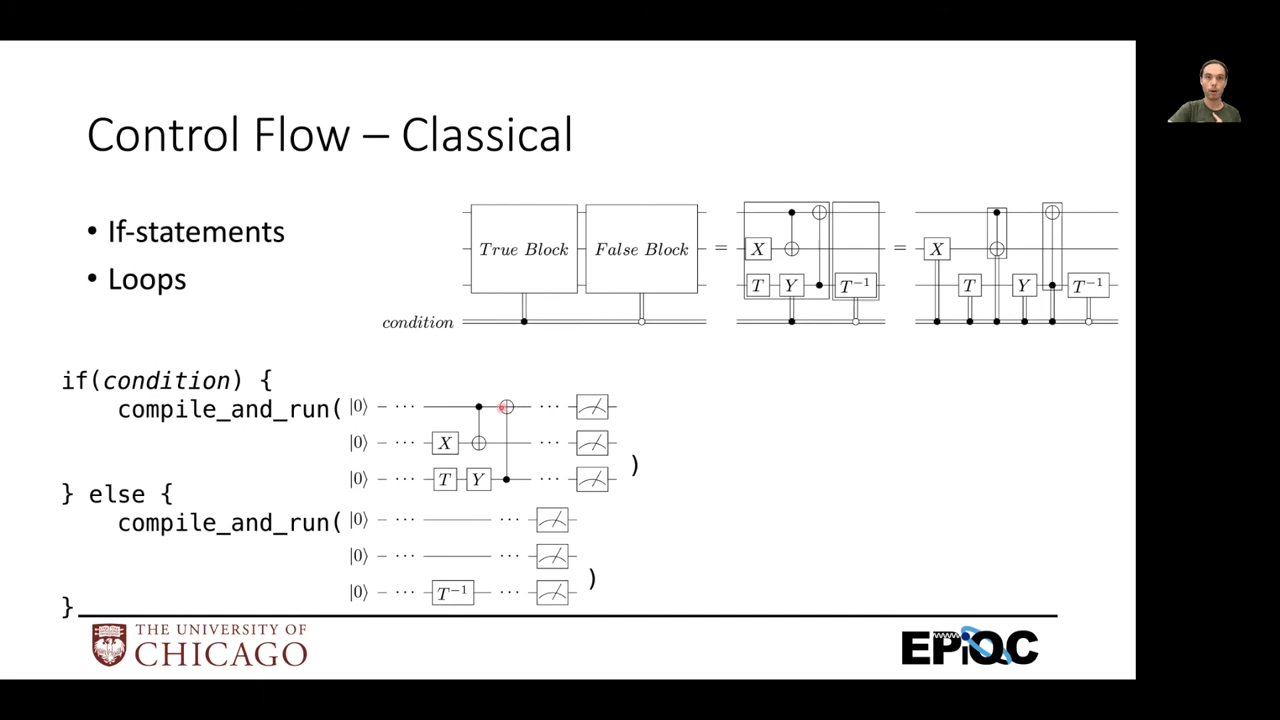 Control Flow – Classical
• If-statements
• Loops
True Block
False Block
=
X
T
Y
T⁻¹
=
X
T
Y
T⁻¹
condition
if(condition) {
compile_and_run(
|0⟩ ··· ···
|0⟩ ··· X ···
|0⟩ ··· T Y ···
)
} else {
compile_and_run(
|0⟩ ··· ···
|0⟩ ··· ···
|0⟩ ··· T⁻¹ ···
)
}
THE UNIVERSITY OF
CHICAGO
EPiQC